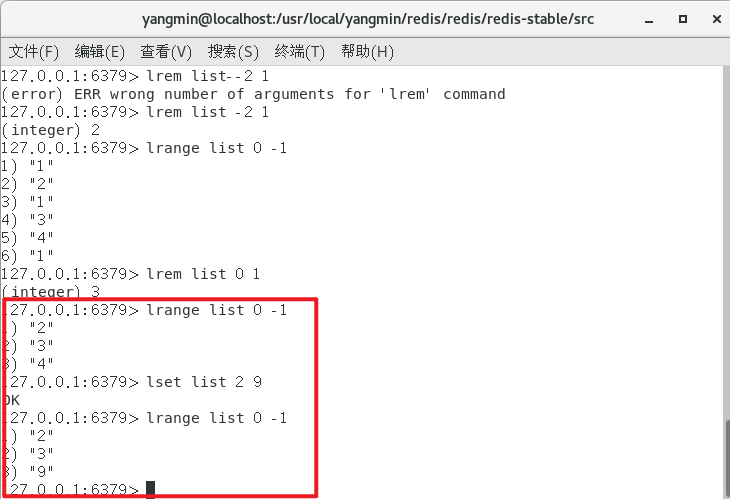 yangmin@localhost:/usr/local/yangmin/redis/redis/redis-stable/src
文件(F) 编辑(E) 查看(V) 搜索(S) 终端(T) 帮助(H)
127.0.0.1:6379> lrem list--2 1
(error) ERR wrong number of arguments for 'lrem' command
127.0.0.1:6379> lrem list -2 1
(integer) 2
127.0.0.1:6379> lrange list 0 -1
1) "1"
2) "2"
3) "1"
4) "3"
5) "4"
6) "1"
127.0.0.1:6379> lrem list 0 1
(integer) 3
127.0.0.1:6379> lrange list 0 -1
1) "2"
2) "3"
3) "4"
127.0.0.1:6379> lset list 2 9
OK
127.0.0.1:6379> lrange list 0 -1
1) "2"
2) "3"
3) "9"
127.0.0.1:6379>